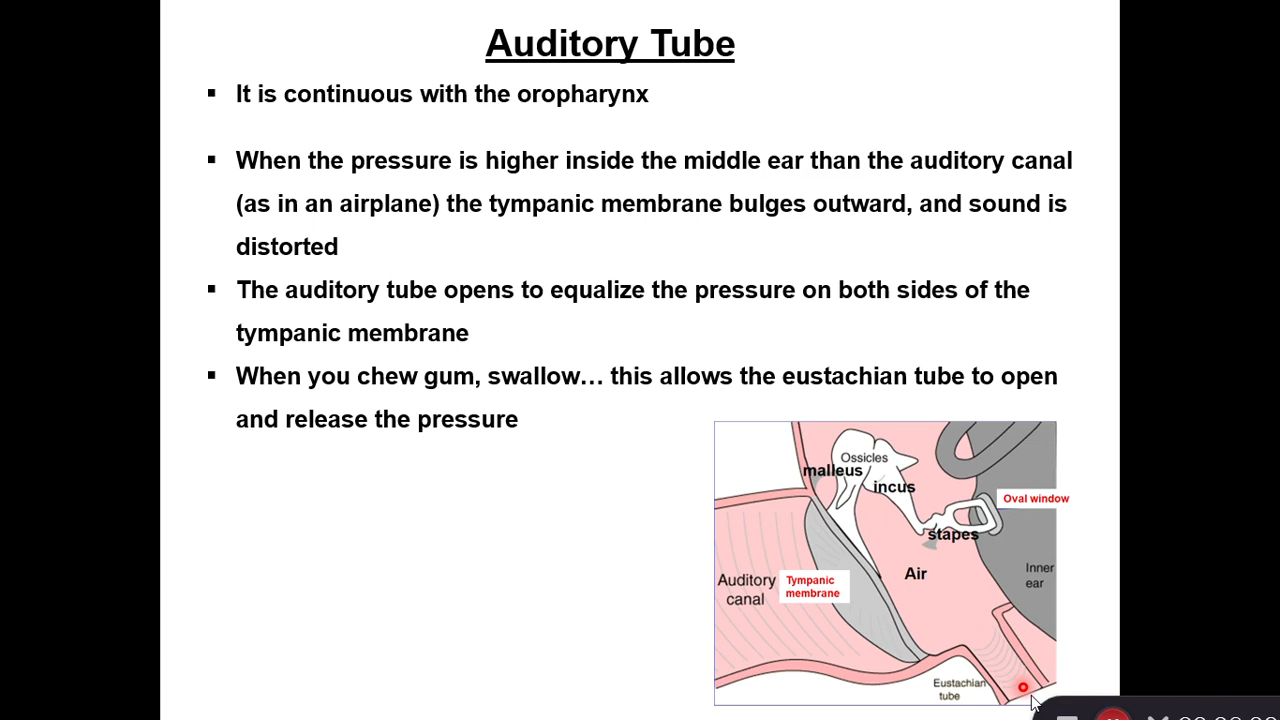 Auditory Tube
▪ It is continuous with the oropharynx
▪ When the pressure is higher inside the middle ear than the auditory canal
(as in an airplane) the tympanic membrane bulges outward, and sound is
distorted
▪ The auditory tube opens to equalize the pressure on both sides of the
tympanic membrane
▪ When you chew gum, swallow… this allows the eustachian tube to open
and release the pressure
Ossicles
malleus
incus
Oval window
stapes
Air
Inner
ear
Auditory
canal
Tympanic
membrane
Eustachian
tube